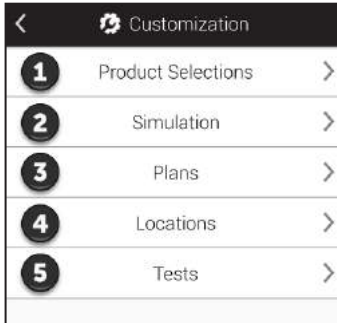 Customization
1 Product Selections
2 Simulation
3 Plans
4 Locations
5 Tests